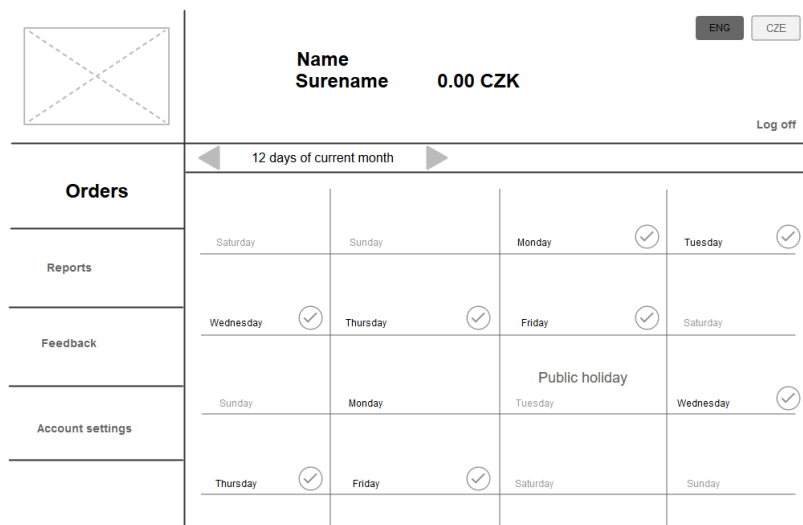 ENG
CZE
Name
Surename 0.00 CZK
Log off
12 days of current month
Orders
Reports
Feedback
Account settings
Saturday
Sunday
Monday
Tuesday
Wednesday
Thursday
Friday
Saturday
Public holiday
Sunday
Monday
Tuesday
Wednesday
Thursday
Friday
Saturday
Sunday